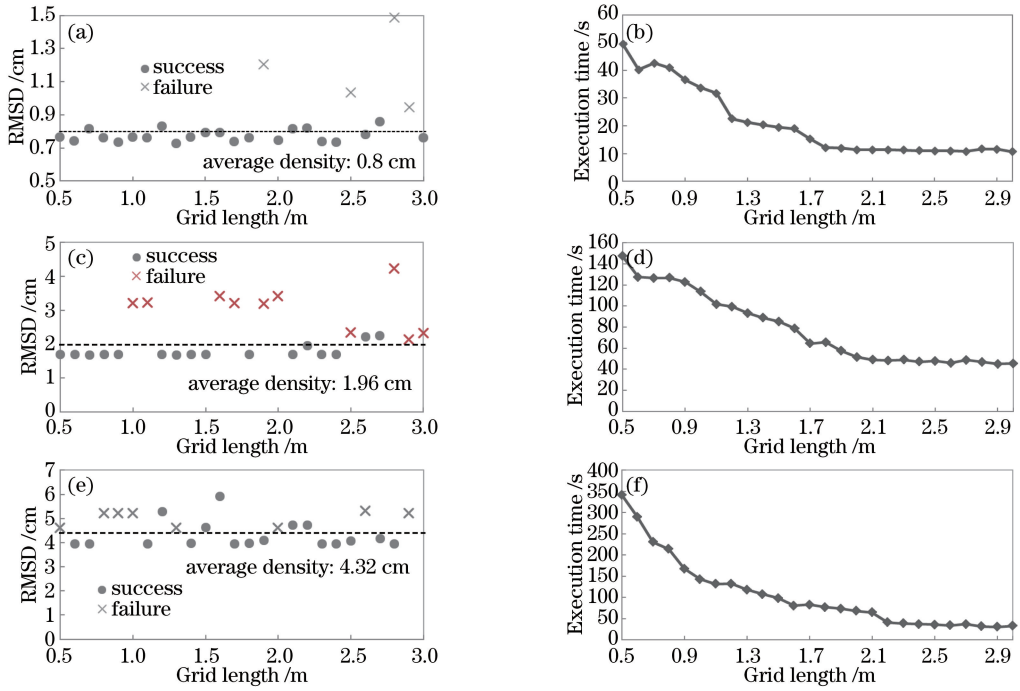 (a)
1.5
1.3
1.1
0.9
0.7
0.5
RMSD /cm
success
failure
average density: 0.8 cm
0.5 1.0 1.5 2.0 2.5 3.0
Grid length /m
(b)
60
50
40
30
20
10
0
Execution time /s
0.5 0.9 1.3 1.7 2.1 2.5 2.9
Grid length /m
(c)
5
4
3
2
1
0
RMSD /cm
success
failure
average density: 1.96 cm
0.5 1.0 1.5 2.0 2.5 3.0
Grid length /m
(d)
160
140
120
100
80
60
40
20
0
Execution time /s
0.5 0.9 1.3 1.7 2.1 2.5 2.9
Grid length /m
(e)
7
6
5
4
3
2
1
0
RMSD /cm
average density: 4.32 cm
success
failure
0.5 1.0 1.5 2.0 2.5 3.0
Grid length /m
(f)
400
350
300
250
200
150
100
50
0
Execution time /s
0.5 0.9 1.3 1.7 2.1 2.5 2.9
Grid length /m